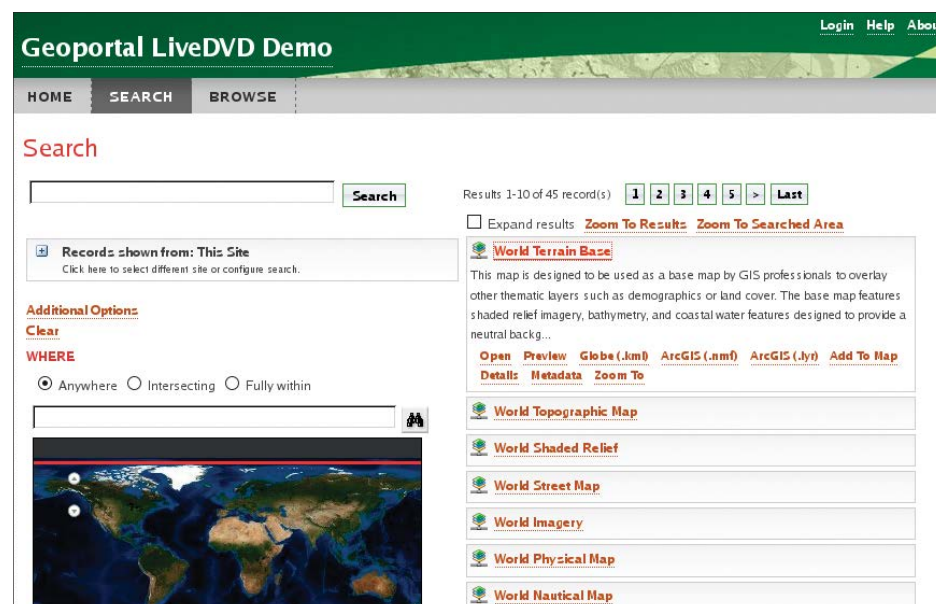 Login Help Abou
Geoportal LiveDVD Demo
HOME SEARCH BROWSE
Search
Search
Records shown from: This Site
Click here to select different site or configure search.
Additional Options
Clear
WHERE
Anywhere Intersecting Fully within
Results 1-10 of 45 record(s) 1 2 3 4 5 > Last
Expand results Zoom To Results Zoom To Searched Area
World Terrain Base
This map is designed to be used as a base map by GIS professionals to overlay
other thematic layers such as demographics or land cover. The base map features
shaded relief imagery, bathymetry, and coastal water features designed to provide a
neutral backg...
Open Preview Globe (.kml) ArcGIS (.nmf) ArcGIS (.lyr) Add To Map
Details Metadata Zoom To
World Topographic Map
World Shaded Relief
World Street Map
World Imagery
World Physical Map
World Nautical Map